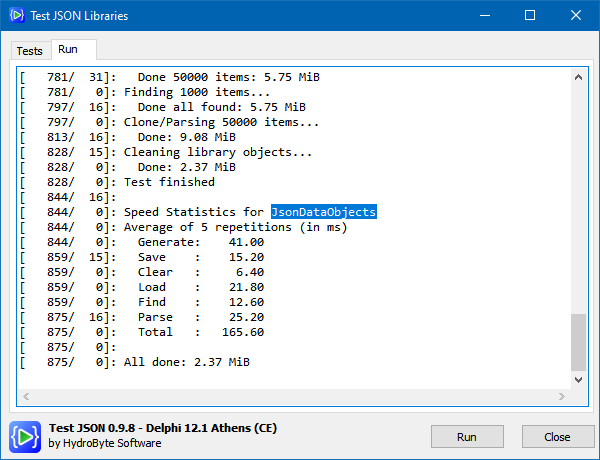 Test JSON Libraries
Tests
Run
[   781/  31]:   Done 50000 items: 5.75 MiB
[   781/   0]: Finding 1000 items...
[   797/  16]:   Done all found: 5.75 MiB
[   797/   0]: Clone/Parsing 50000 items...
[   813/  16]:   Done: 9.08 MiB
[   828/  15]: Cleaning library objects...
[   828/   0]:   Done: 2.37 MiB
[   828/   0]: Test finished
[   844/  16]:
[   844/   0]: Speed Statistics for JsonDataObjects
[   844/   0]: Average of 5 repetitions (in ms)
[   844/   0]:   Generate:    41.00
[   859/  15]:   Save    :    15.20
[   859/   0]:   Clear   :     6.40
[   859/   0]:   Load    :    21.80
[   859/   0]:   Find    :    12.60
[   875/  16]:   Parse   :    25.20
[   875/   0]:   Total   :   165.60
[   875/   0]:
[   875/   0]: All done: 2.37 MiB
Test JSON 0.9.8 - Delphi 12.1 Athens (CE)
by HydroByte Software
Run
Close